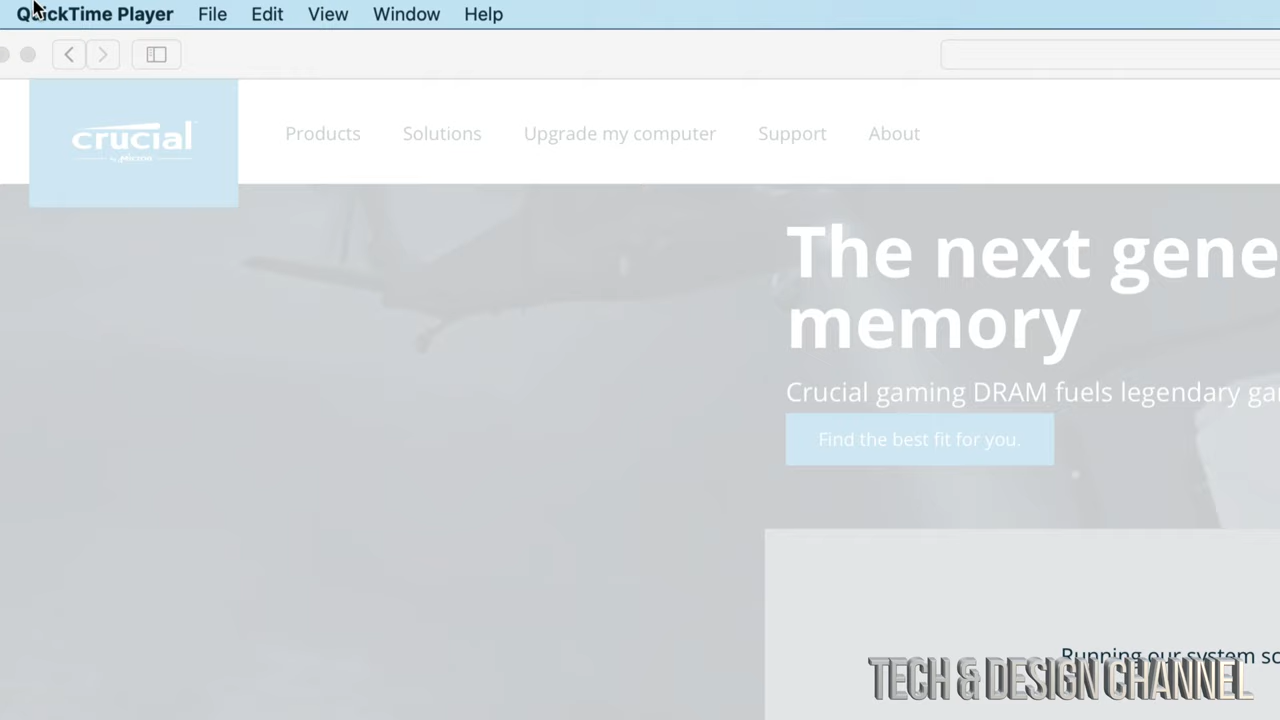 QuickTime Player File Edit View Window Help
crucial
by Micron
Products Solutions Upgrade my computer Support About
The next gene
memory
Crucial gaming DRAM fuels legendary ga
Find the best fit for you.
Running our system sc
TECH & DESIGN CHANNEL